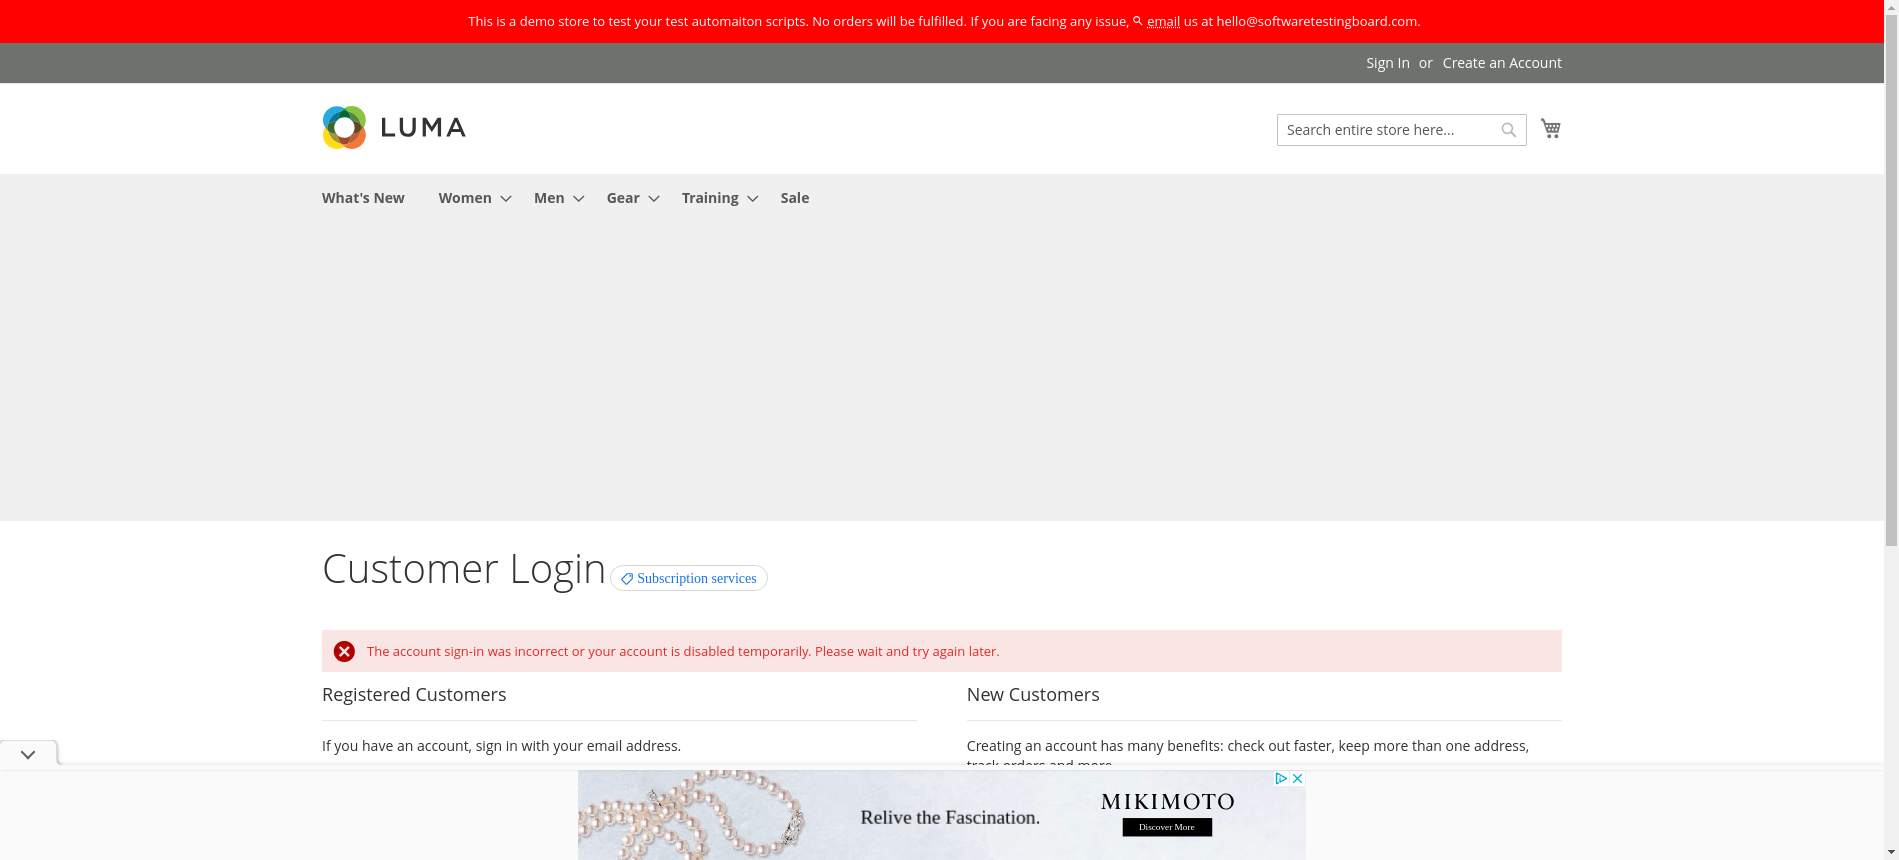 This is a demo store to test your test automaiton scripts. No orders will be fulfilled. If you are facing any issue, email us at hello@softwaretestingboard.com.
Sign In or Create an Account
LUMA
Search entire store here...
What's New Women Men Gear Training Sale
Customer Login Subscription services
The account sign-in was incorrect or your account is disabled temporarily. Please wait and try again later.
Registered Customers
If you have an account, sign in with your email address.
New Customers
Creating an account has many benefits: check out faster, keep more than one address,
track orders and more.
Relive the Fascination.
MIKIMOTO
Discover More